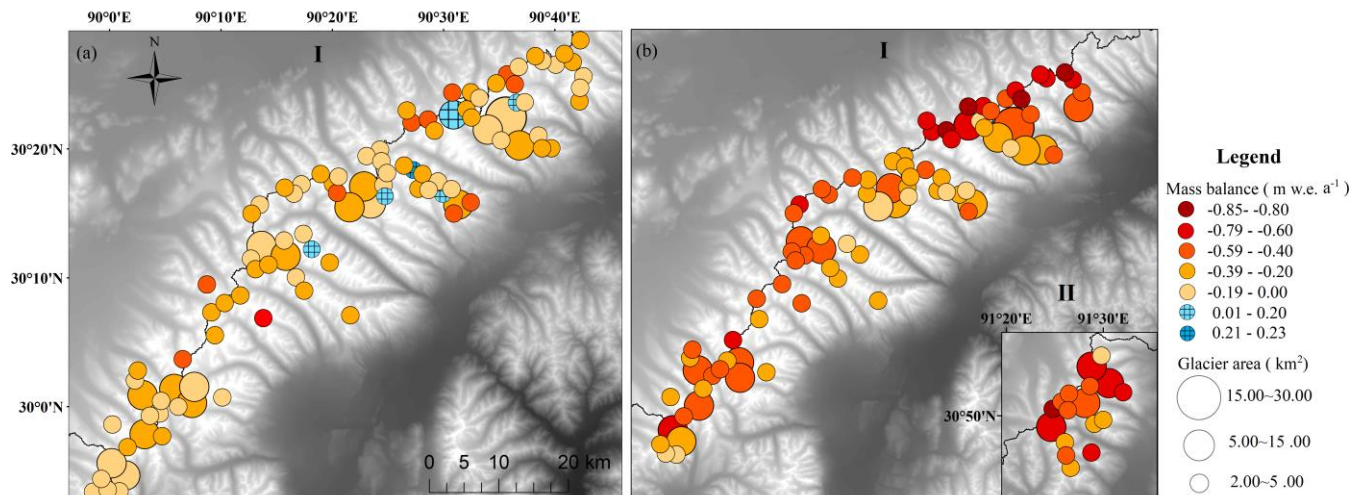 90°0'E 90°10'E 90°20'E 90°30'E 90°40'E
(a) N I
30°20'N
30°10'N
30°0'N
0 5 10 20 km
(b) I
II
91°20'E 91°30'E
30°50'N
Legend
Mass balance ( m w.e. a⁻¹)
-0.85- -0.80
-0.79 - -0.60
-0.59 - -0.40
-0.39 - -0.20
-0.19 - 0.00
0.01 - 0.20
0.21 - 0.23
Glacier area ( km²)
15.00~30.00
5.00~15 .00
2.00~5 .00